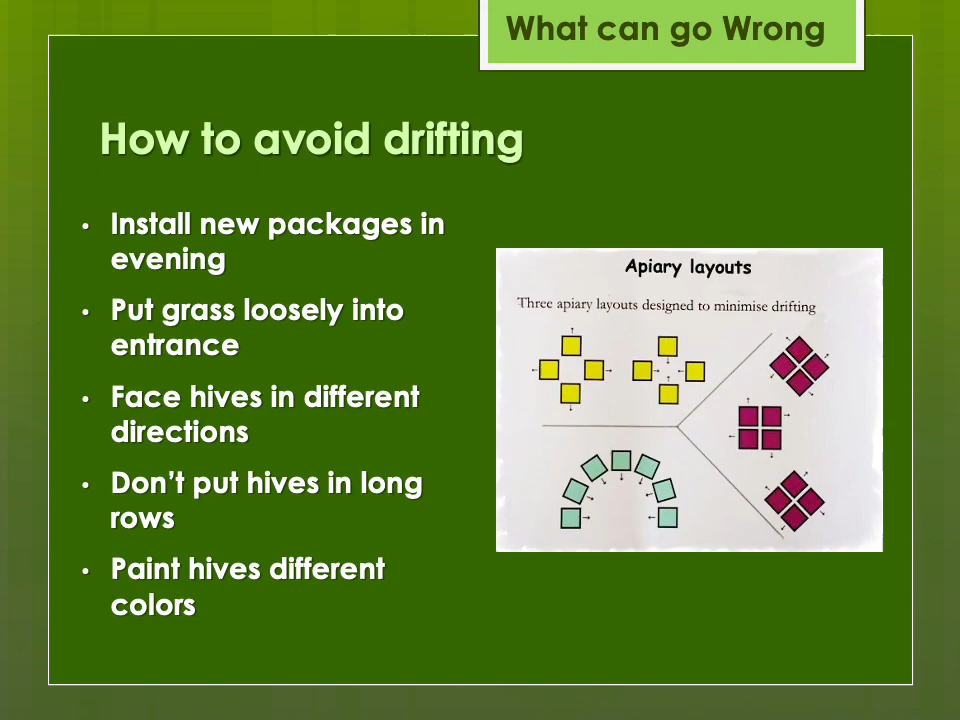 What can go Wrong
How to avoid drifting
• Install new packages in
evening
• Put grass loosely into
entrance
• Face hives in different
directions
• Don’t put hives in long
rows
• Paint hives different
colors
Apiary layouts
Three apiary layouts designed to minimise drifting